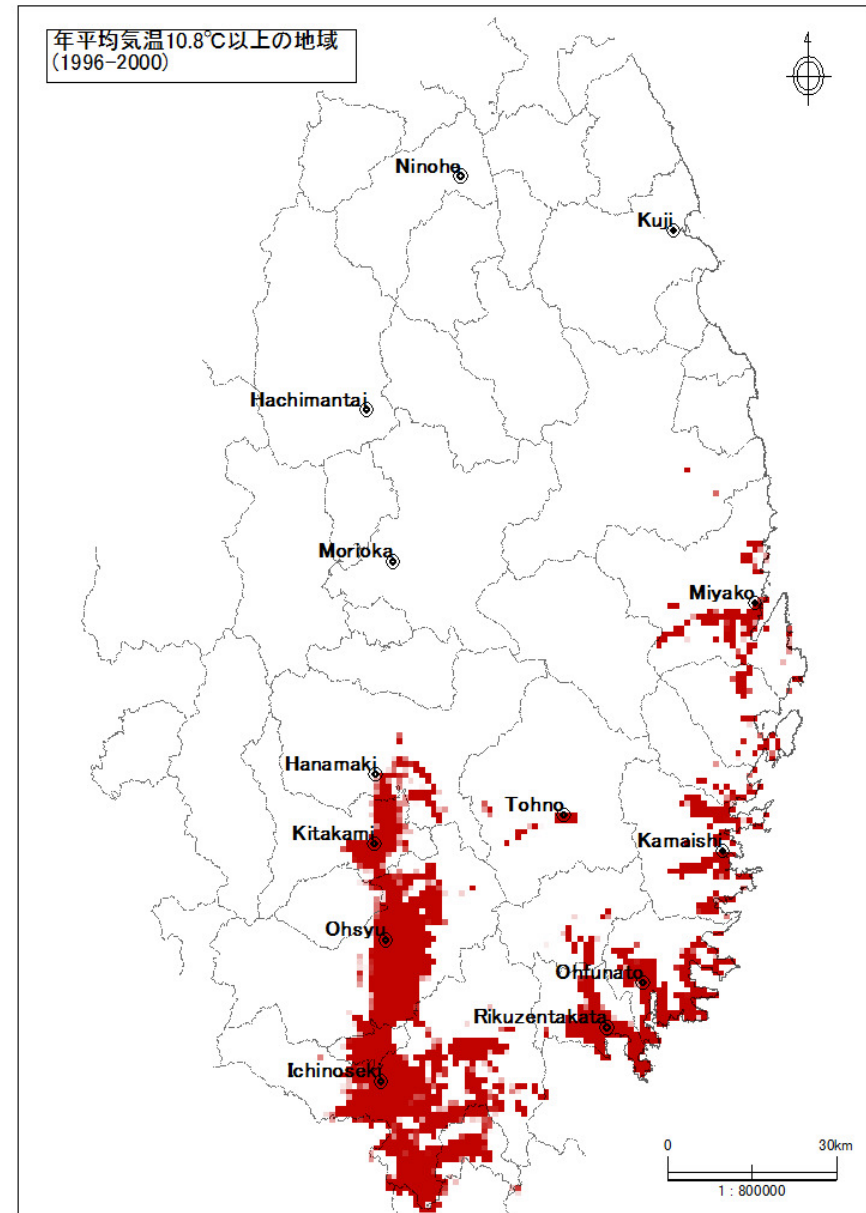 年平均気温10.8℃以上の地域
(1996-2000)
Ninohe
Kuji
Hachimantai
Morioka
Miyako
Hanamaki
Tohno
Kitakami
Kamaishi
Ohsyu
Ohfunato
Rikuzentakata
Ichinoseki
0 30km
1 : 800000